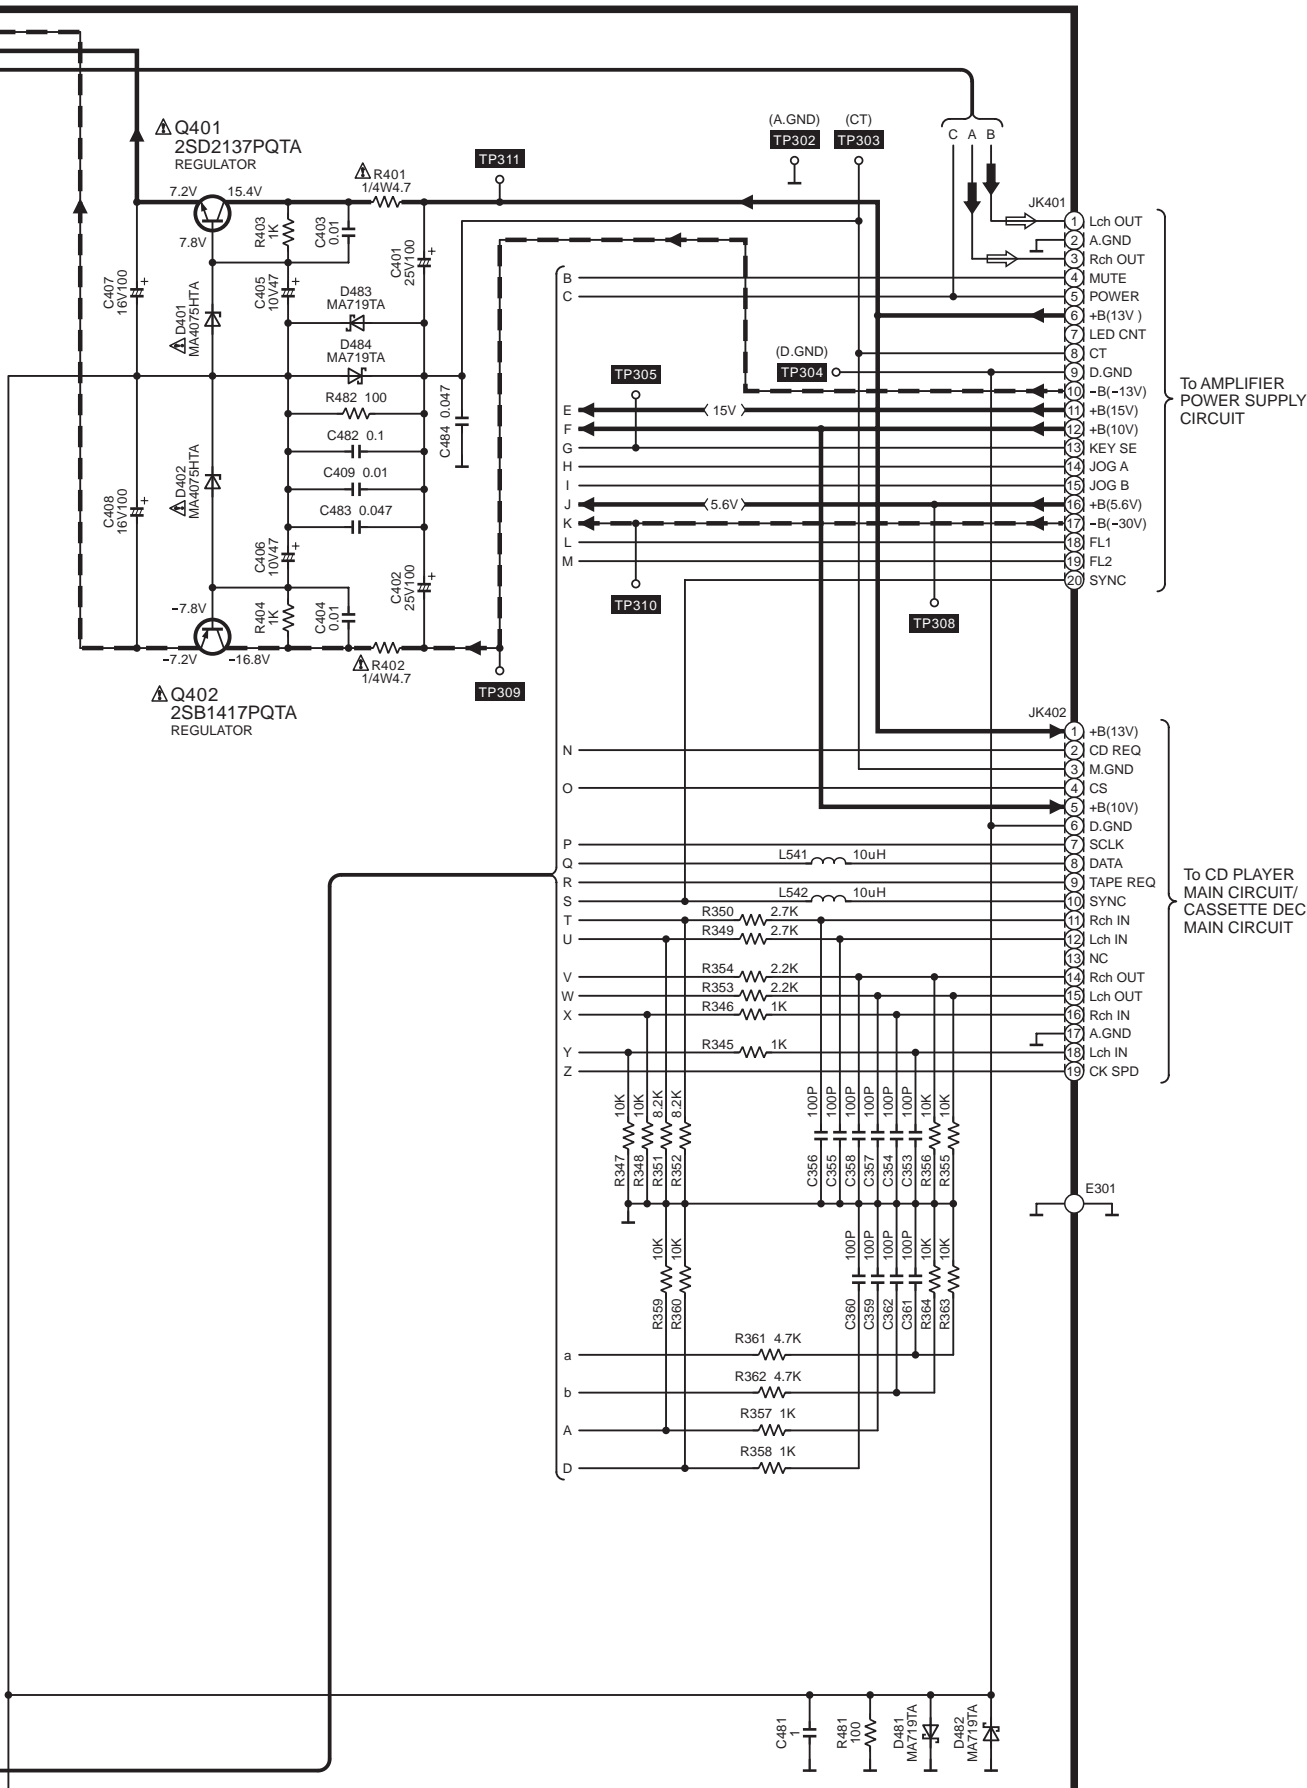 Q401
2SD2137PQTA
REGULATOR
7.2V
15.4V
7.8V
R401
1/4W4.7
TP311
(A.GND)
TP302
(CT)
TP303
C A B
R403
1K
C403
0.01
C401
25V100
C407
16V100
C405
10V47
D401
MA4075HTA
D483
MA719TA
D484
MA719TA
R482 100
C482 0.1
C409 0.01
C483 0.047
C484 0.047
D402
MA4075HTA
C408
16V100
C406
10V47
C402
25V100
R404
1K
C404
0.01
−7.8V
−7.2V
−16.8V
R402
1/4W4.7
Q402
2SB1417PQTA
REGULATOR
TP309
(D.GND)
TP304
TP305
TP310
TP308
15V
5.6V
B
C
E
F
G
H
I
J
K
L
M
JK401
1 Lch OUT
2 A.GND
3 Rch OUT
4 MUTE
5 POWER
6 +B(13V )
7 LED CNT
8 CT
9 D.GND
10 −B(−13V)
11 +B(15V)
12 +B(10V)
13 KEY SE
14 JOG A
15 JOG B
16 +B(5.6V)
17 −B(−30V)
18 FL1
19 FL2
20 SYNC
To AMPLIFIER
POWER SUPPLY
CIRCUIT
JK402
1 +B(13V)
2 CD REQ
3 M.GND
4 CS
5 +B(10V)
6 D.GND
7 SCLK
8 DATA
9 TAPE REQ
10 SYNC
11 Rch IN
12 Lch IN
13 NC
14 Rch OUT
15 Lch OUT
16 Rch IN
17 A.GND
18 Lch IN
19 CK SPD
To CD PLAYER
MAIN CIRCUIT/
CASSETTE DEC
MAIN CIRCUIT
N
O
P
Q
R
S
T
U
V
W
X
Y
Z
L541 10uH
L542 10uH
R350 2.7K
R349 2.7K
R354 2.2K
R353 2.2K
R346 1K
R345 1K
R347 10K
R348 10K
R351 8.2K
R352 8.2K
C356 100P
C355 100P
C358 100P
C357 100P
C354 100P
C353 100P
R356 10K
R355 10K
E301
R359 10K
R360 10K
C360 100P
C359 100P
C362 100P
C361 100P
R364 10K
R363 10K
a
R361 4.7K
b
R362 4.7K
A
R357 1K
D
R358 1K
C481
1
R481
100
D481
MA719TA
D482
MA719TA